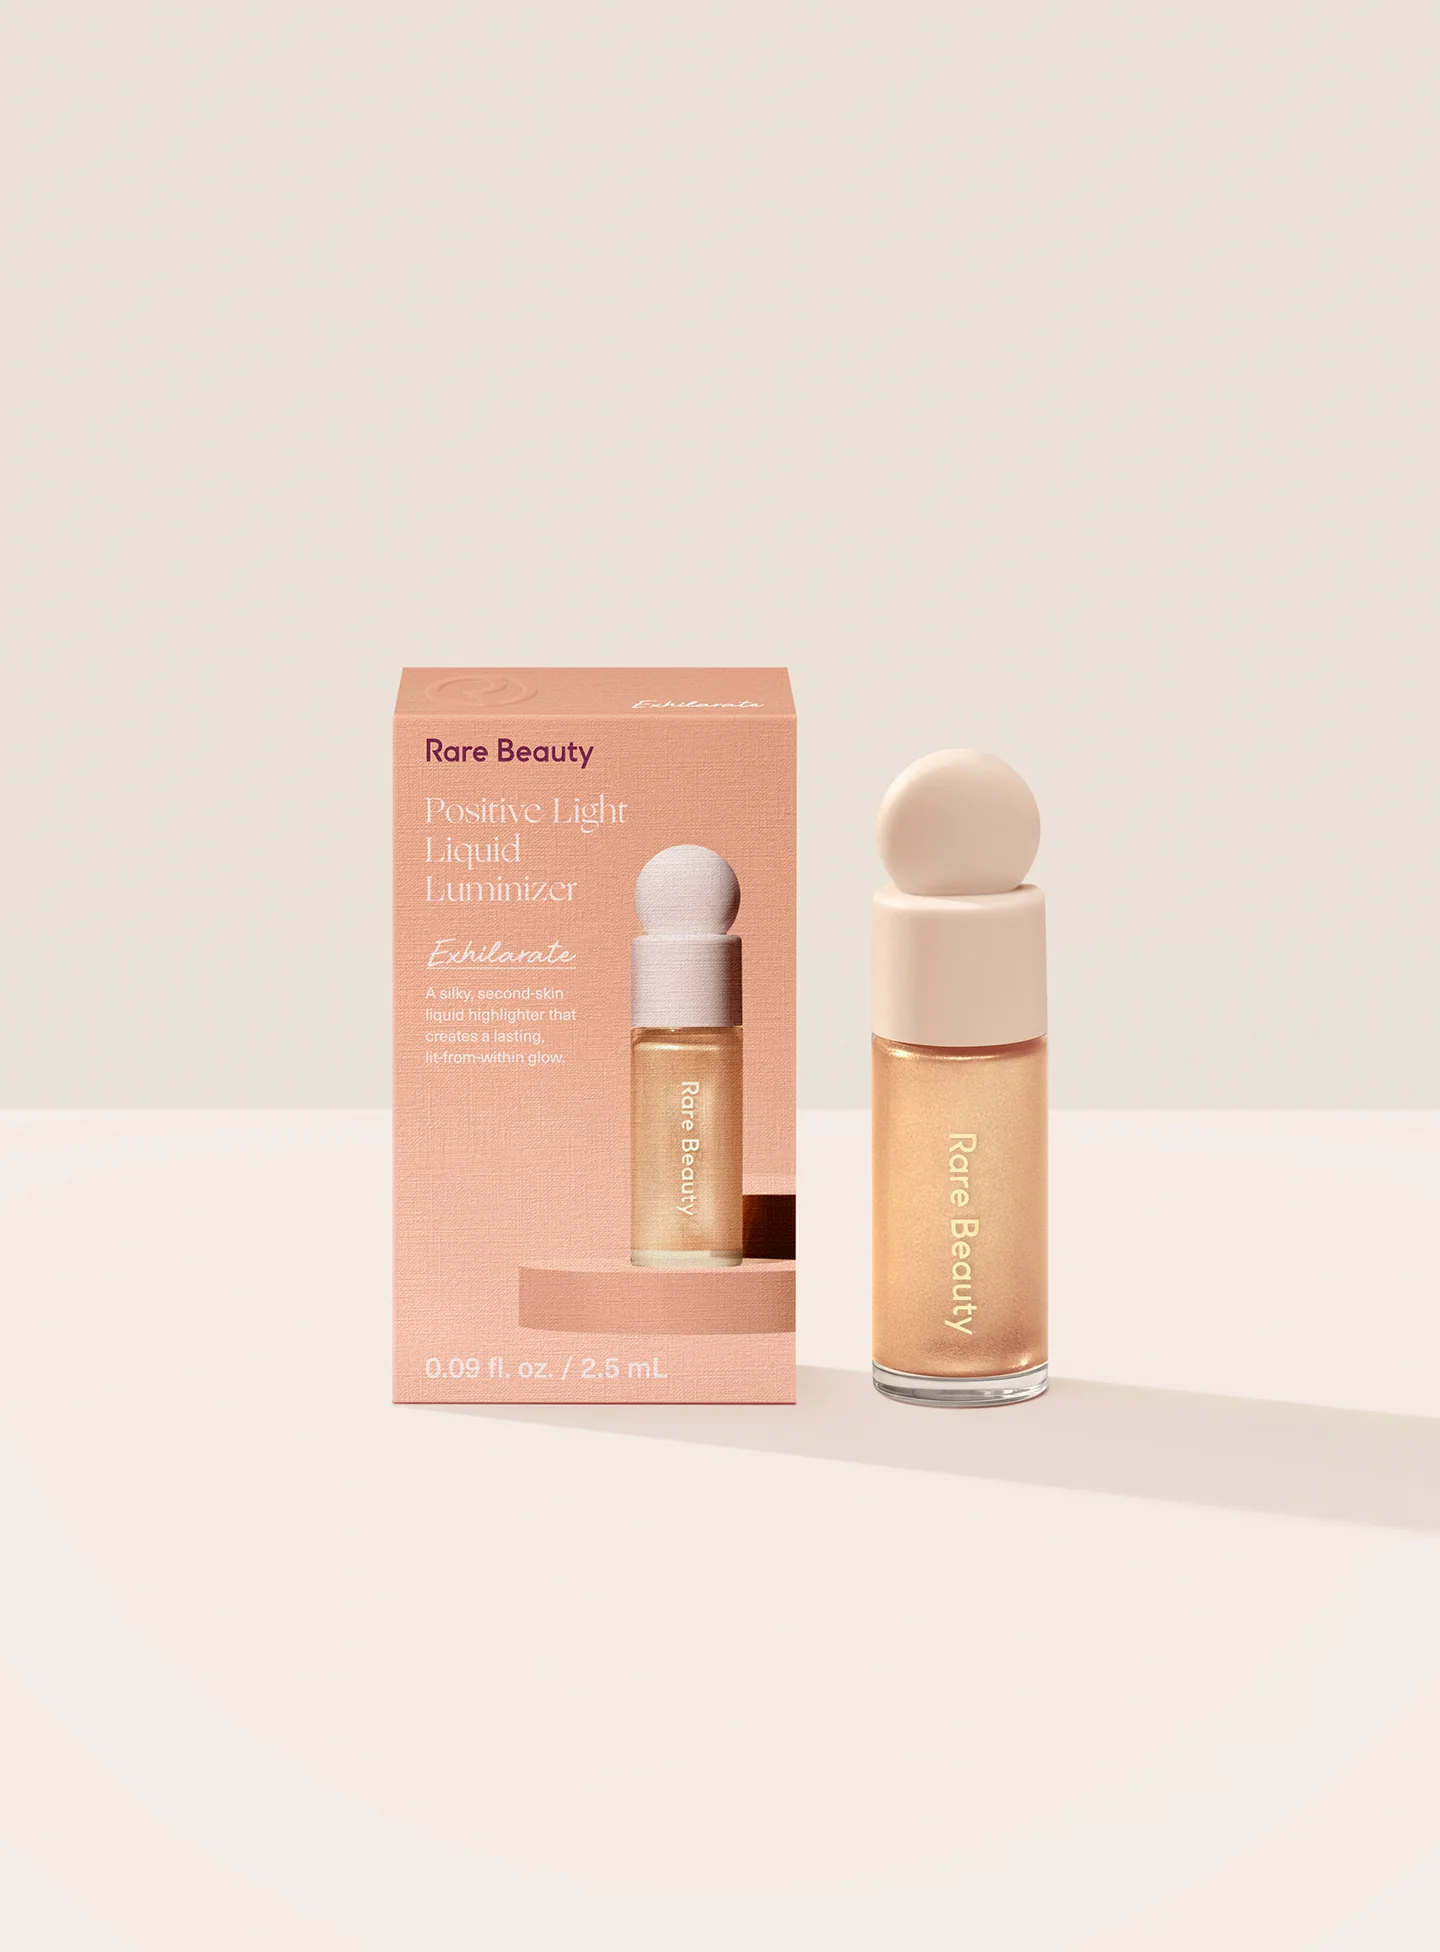 Exhilarate
Rare Beauty
Positive Light
Liquid
Luminizer
Exhilarate
A silky, second-skin
liquid highlighter that
creates a lasting,
lit-from-within glow.
Rare Beauty
0.09 fl. oz. / 2.5 mL
Rare Beauty